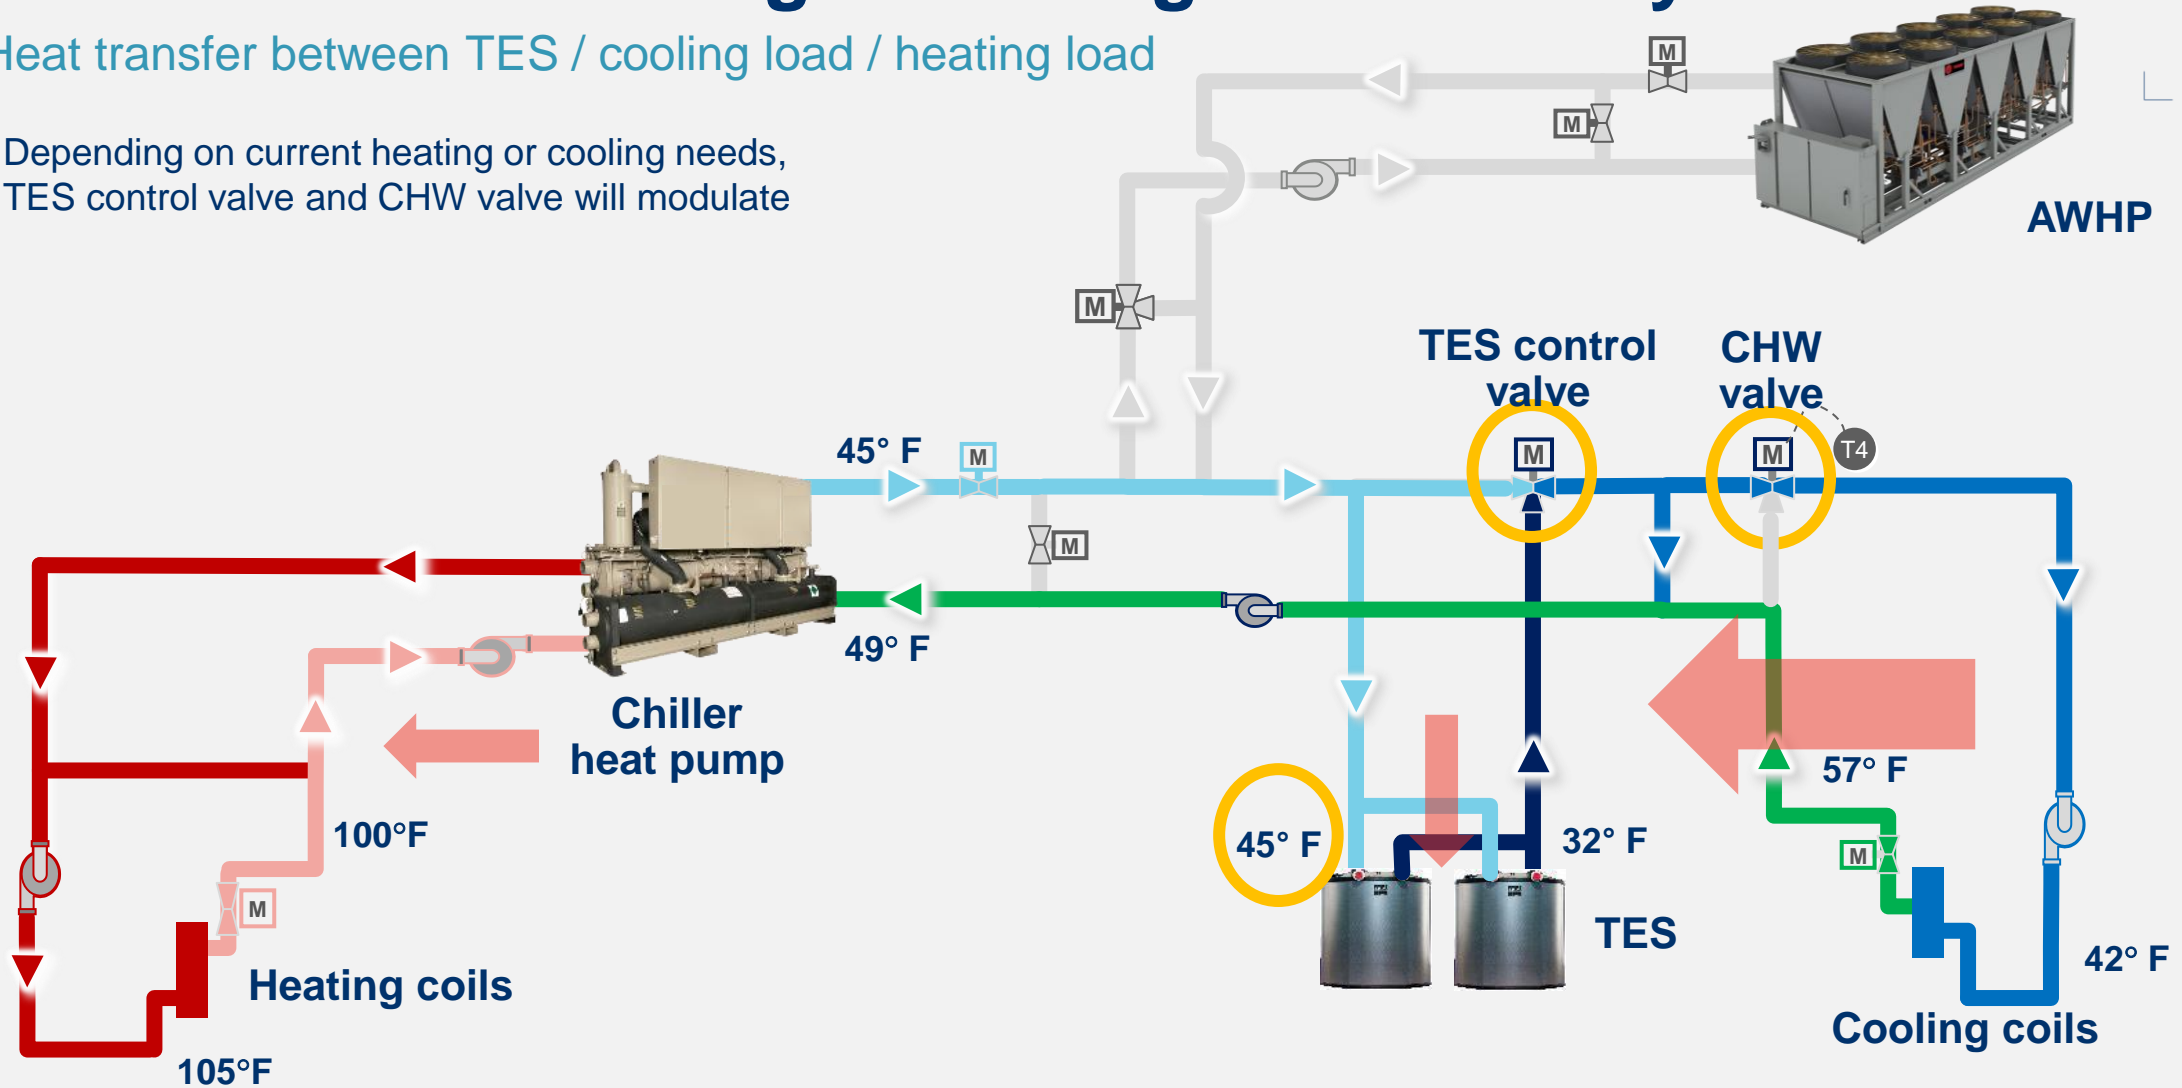 Heat transfer between TES / cooling load / heating load
Depending on current heating or cooling needs,
TES control valve and CHW valve will modulate
M
M
AWHP
M
TES control
valve
CHW
valve
45° F
M
M
M
T4
M
49° F
Chiller
heat pump
57° F
100°F
45° F
32° F
M
M
TES
42° F
Heating coils
Cooling coils
105°F